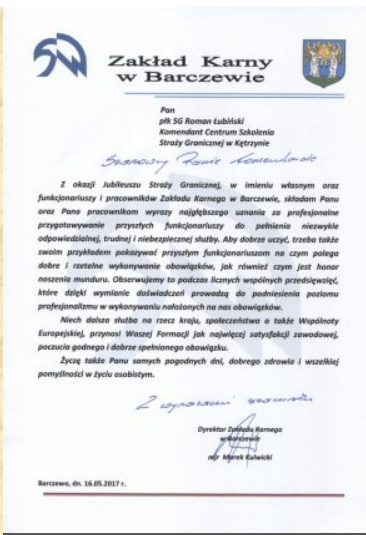 Zakład Karny
w Barczewie
Pan
płk SG Roman Łubiński
Komendant Centrum Szkolenia
Straży Granicznej w Kętrzynie
Szanowny Panie Komendancie
Z okazji Jubileuszu Straży Granicznej, w imieniu własnym oraz
funkcjonariuszy i pracowników Zakładu Karnego w Barczewie, składam Panu
oraz Pana pracownikom wyrazy najgłębszego uznania za profesjonalne
przygotowywanie przyszłych funkcjonariuszy do pełnienia niezwykle
odpowiedzialnej, trudnej i niebezpiecznej służby. Aby dobrze uczyć, trzeba także
swoim przykładem pokazywać przyszłym funkcjonariuszom na czym polega
dobre i rzetelne wykonywanie obowiązków, jak również czym jest honor
noszenia munduru. Obserwujemy to podczas licznych wspólnych przedsięwzięć,
które dzięki wymianie doświadczeń prowadzą do podniesienia poziomu
profesjonalizmu w wykonywaniu nałożonych na nas obowiązków.
Niech dalsza służba na rzecz kraju, społeczeństwa a także Wspólnoty
Europejskiej, przynosi Waszej Formacji jak najwięcej satysfakcji zawodowej,
poczucia godnego i dobrze spełnionego obowiązku.
Życzę także Panu samych pogodnych dni, dobrego zdrowia i wszelkiej
pomyślności w życiu osobistym.
Z wyrazami szacunku
Dyrektor Zakładu Karnego
w Barczewie
mjr Marek Kulwicki
Barczewo, dn. 16.05.2017 r.